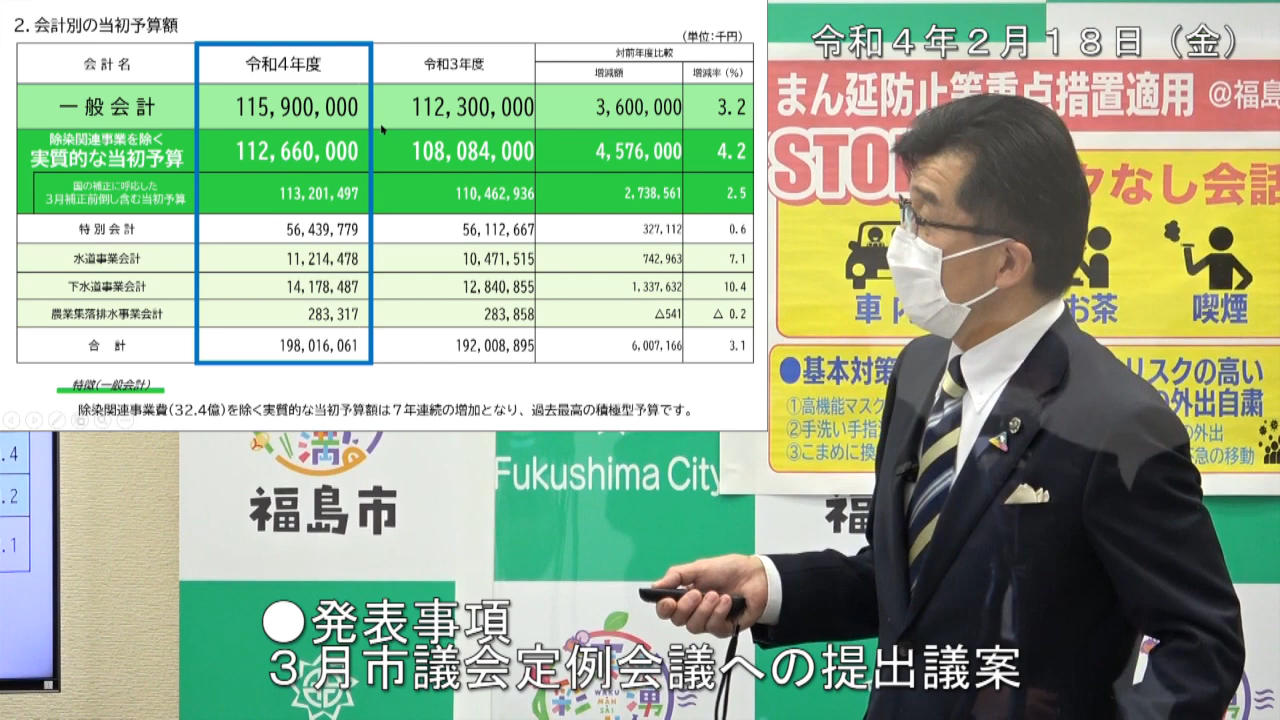 2. 会計別の当初予算額
(単位:千円)
会計名 令和4年度 令和3年度 対前年度比較
増減額 増減率(%)
一般会計 115,900,000 112,300,000 3,600,000 3.2
除染関連事業を除く
実質的な当初予算 112,660,000 108,084,000 4,576,000 4.2
国の補正に呼応した
3月補正前倒し含む当初予算 113,201,497 110,462,936 2,738,561 2.5
特別会計 56,439,779 56,112,667 327,112 0.6
水道事業会計 11,214,478 10,471,515 742,963 7.1
下水道事業会計 14,178,487 12,840,855 1,337,632 10.4
農業集落排水事業会計 283,317 283,858 △541 △ 0.2
合計 198,016,061 192,008,895 6,007,166 3.1
特徴(一般会計)
除染関連事業費(32.4億)を除く実質的な当初予算額は7年連続の増加となり、過去最高の積極型予算です。
令和4年2月18日(金)
まん延防止等重点措置適用 @福島
STO
クなし会話
車内 お茶 喫煙
●基本対策
①高機能マスク
②手洗い手指
③こまめに換
リスクの高い
の外出自粛
の外出
急の移動
.4
.2
.1
福島市
Fukushima City
福
WAKU
MAN
SAI
●発表事項
3月市議会定例会議への提出議案